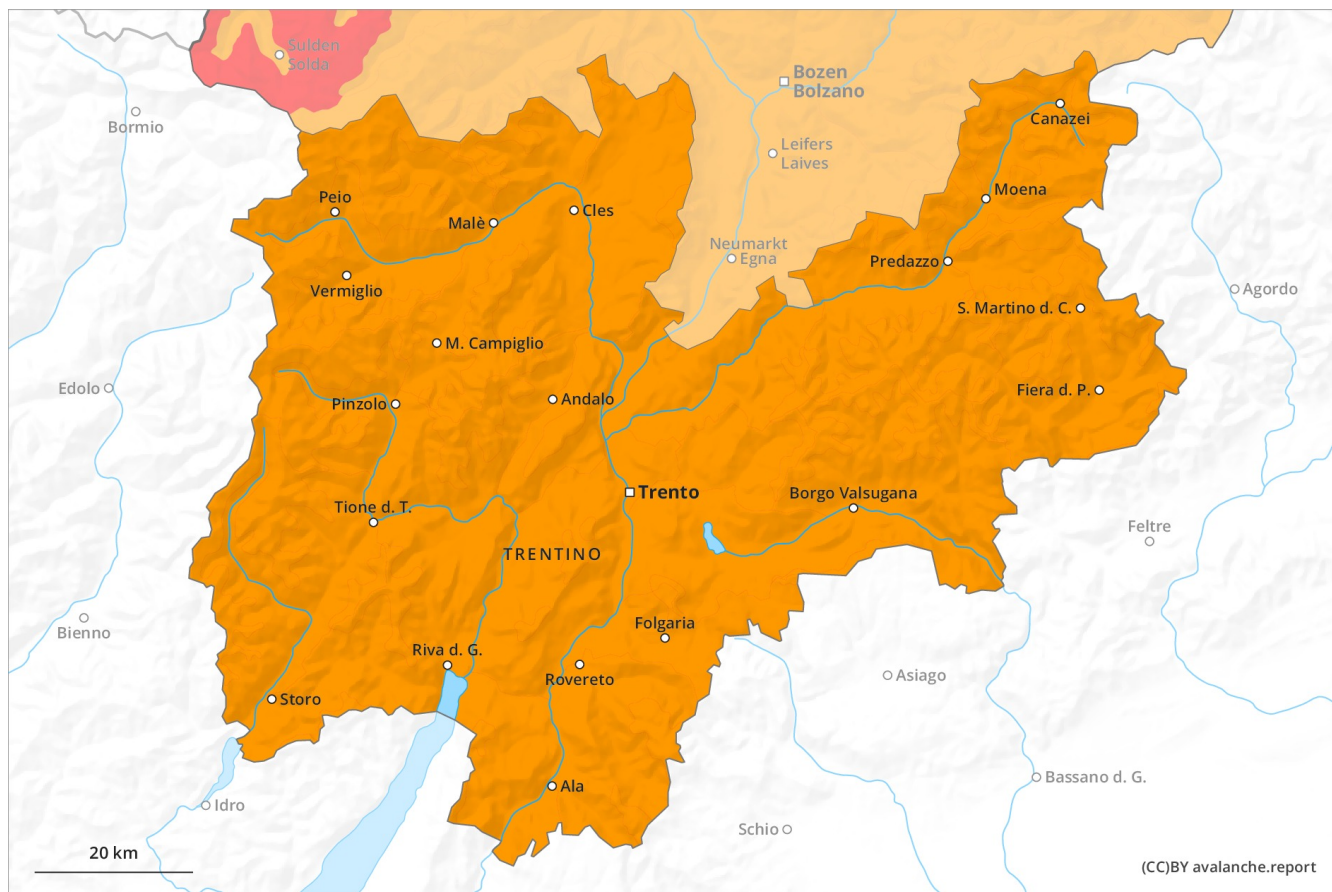 Sulden
Solda
Bozen
Bolzano
Bormio
Canazei
Leifers
Laives
Peio
Moena
Malè
Cles
Neumarkt
Egna
Predazzo
Vermiglio
Agordo
S. Martino d. C.
M. Campiglio
Edolo
Fiera d. P.
Andalo
Pinzolo
Trento
Borgo Valsugana
Tione d. T.
Feltre
TRENTINO
Bienno
Folgaria
Riva d. G.
Asiago
Rovereto
Storo
Bassano d. G.
Ala
Idro
Schio
20 km
(CC)BY avalanche.report